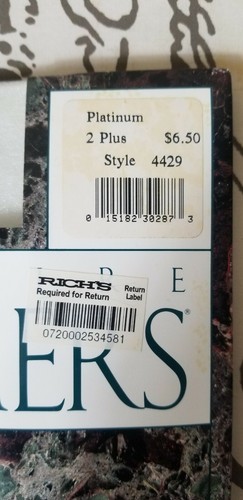 Platinum
2 Plus $6.50
Style 4429
0 15182 30287 3
P E
RICH'S Return
Required for Return Label
0720002534581
ERS®